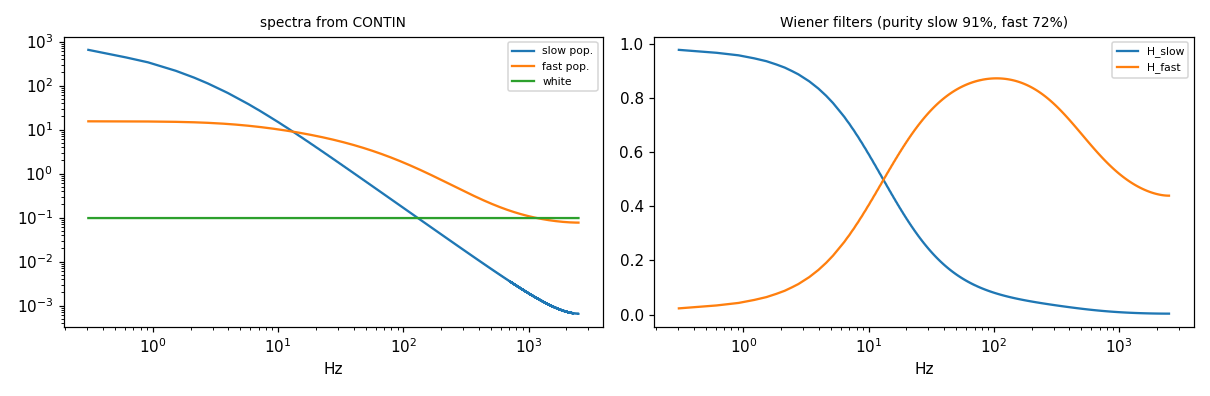 spectra from CONTIN
10³
10²
10¹
10⁰
10⁻¹
10⁻²
10⁻³
slow pop.
fast pop.
white
10⁰ 10¹ 10² 10³
Hz
Wiener filters (purity slow 91%, fast 72%)
1.0
0.8
0.6
0.4
0.2
0.0
H_slow
H_fast
10⁰ 10¹ 10² 10³
Hz